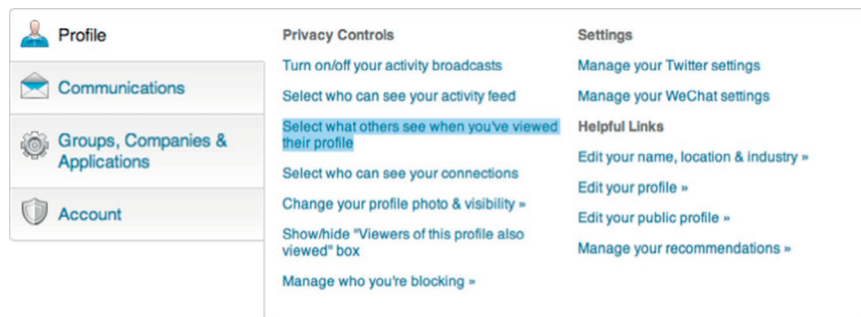 Profile
Communications
Groups, Companies &
Applications
Account
Privacy Controls
Turn on/off your activity broadcasts
Select who can see your activity feed
Select what others see when you've viewed
their profile
Select who can see your connections
Change your profile photo & visibility »
Show/hide "Viewers of this profile also
viewed" box
Manage who you're blocking »
Settings
Manage your Twitter settings
Manage your WeChat settings
Helpful Links
Edit your name, location & industry »
Edit your profile »
Edit your public profile »
Manage your recommendations »